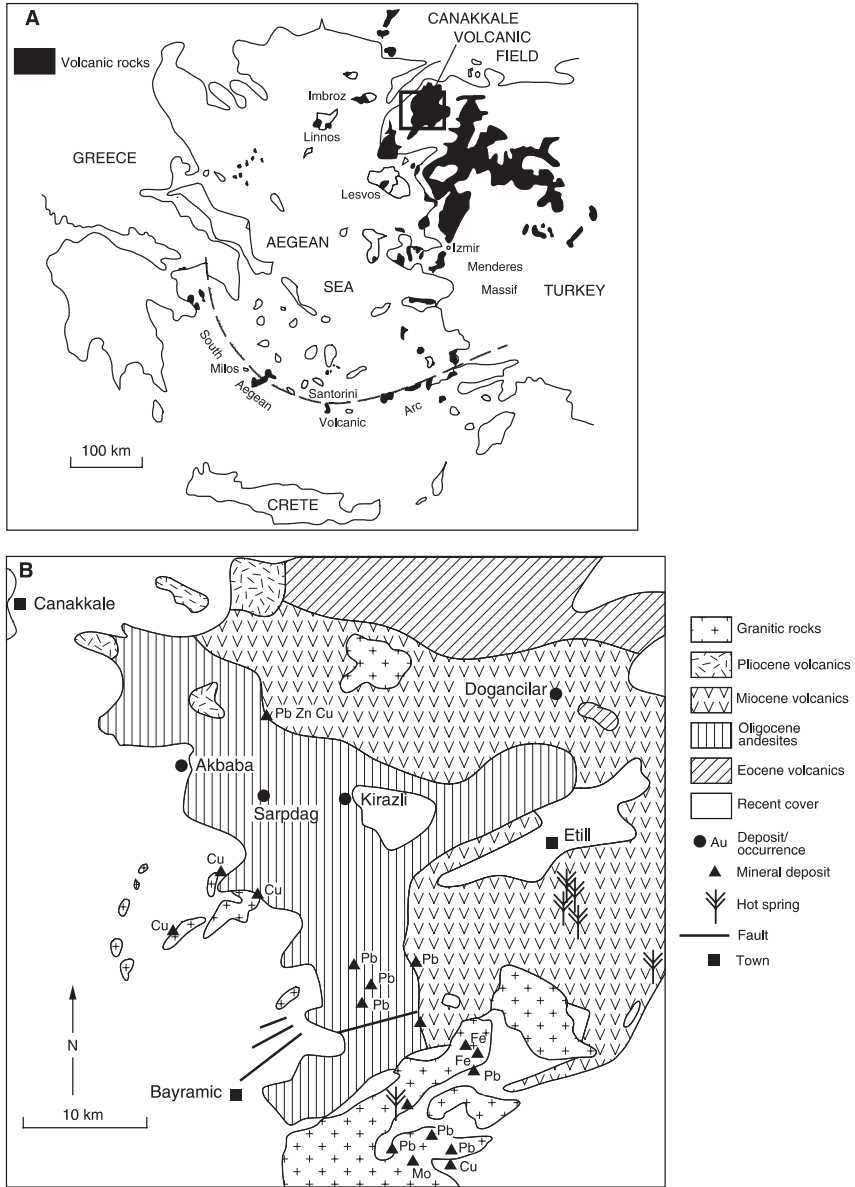 A
CANAKKALE
VOLCANIC
FIELD
Volcanic rocks
Imbroz
Linnos
GREECE
Lesvos
AEGEAN
Izmir
SEA
Menderes
Massif
TURKEY
South
Milos
Aegean
Santorini
Volcanic
Arc
100 km
CRETE
B
Canakkale
Dogancilar
Pb Zn Cu
Akbaba
Sarpdag
Kirazli
Etill
Cu
Cu
Cu
Pb
Pb
Pb
Pb
Fe
Fe
Pb
N
Bayramic
10 km
Pb
Pb
Pb
Mo
Cu
Granitic rocks
Pliocene volcanics
Miocene volcanics
Oligocene
andesites
Eocene volcanics
Recent cover
Au
Deposit/
occurrence
Mineral deposit
Hot spring
Fault
Town